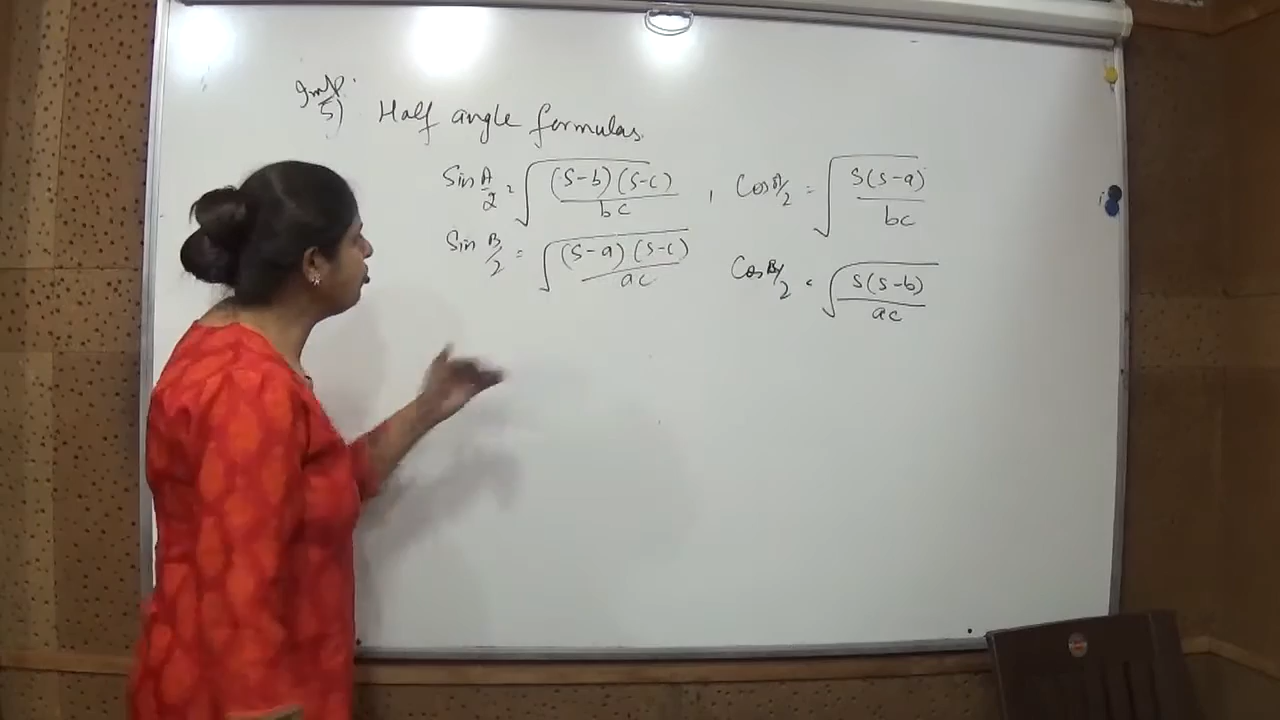 Imp.
5) Half angle formulas.
Sin A/2 = √((s-b)(s-c)/bc) , Cos A/2 = √(s(s-a)/bc)
Sin B/2 = √((s-a)(s-c)/ac) Cos B/2 = √(s(s-b)/ac)